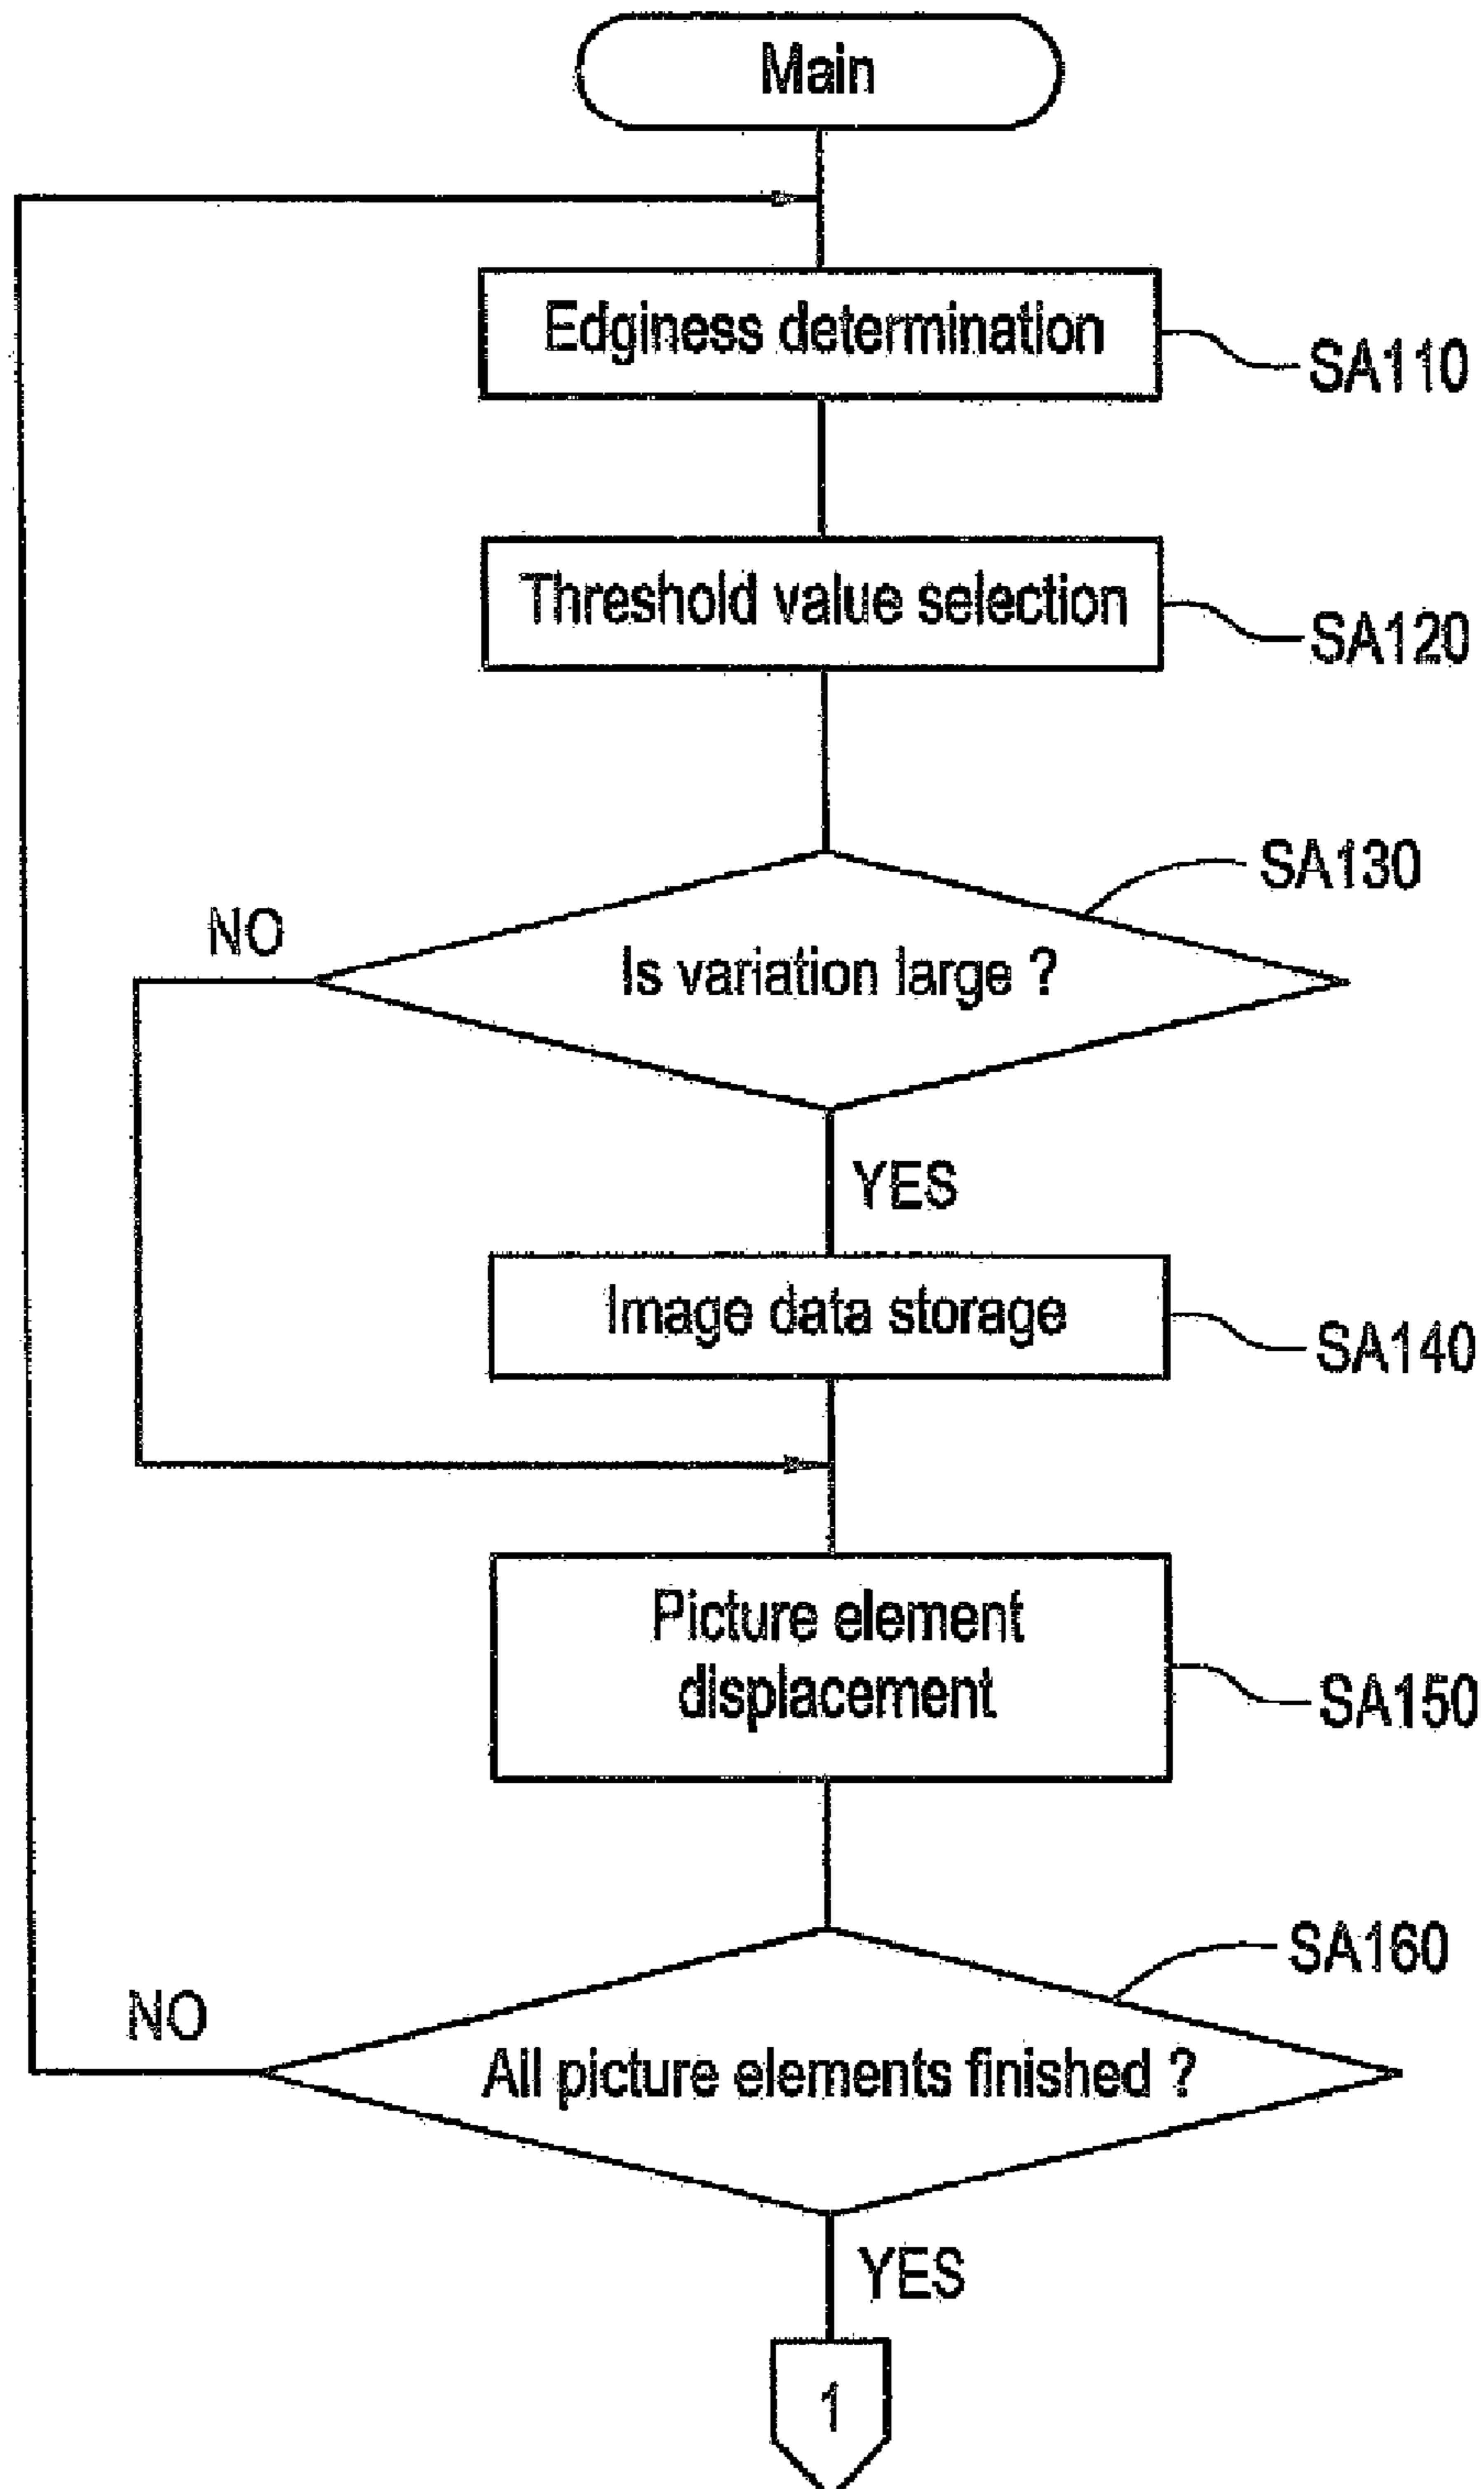 Main
Edginess determination
SA110
Threshold value selection
SA120
SA130
NO
Is variation large ?
YES
Image data storage
SA140
Picture element
displacement
SA150
SA160
NO
All picture elements finished ?
YES
1